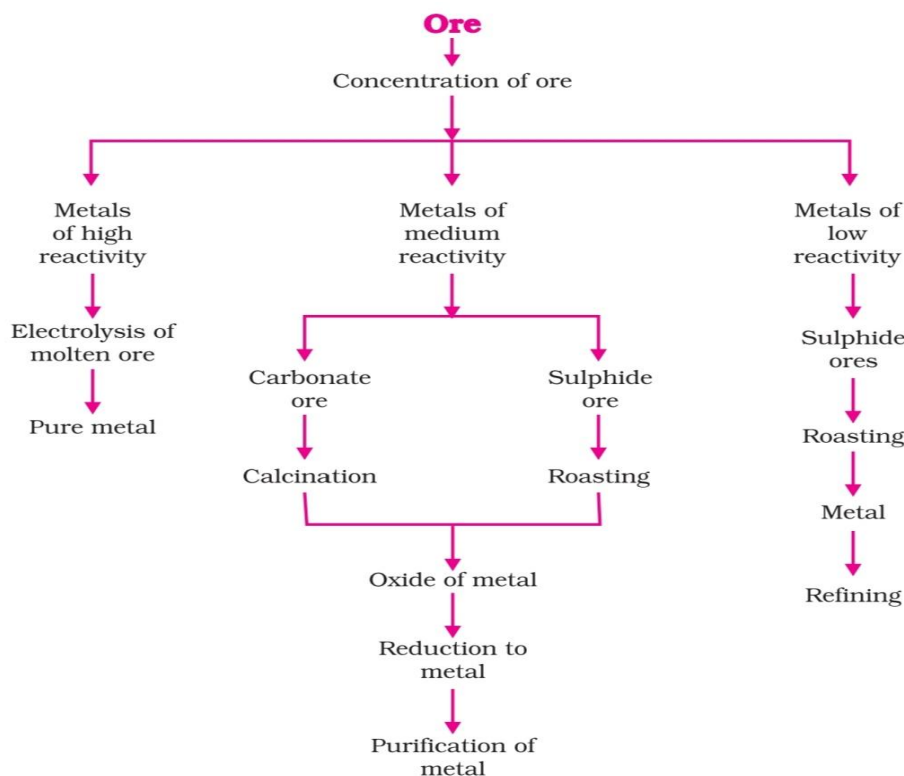 Ore
Concentration of ore
Metals
of high
reactivity
Electrolysis of
molten ore
Pure metal
Metals of
medium
reactivity
Carbonate
ore
Calcination
Sulphide
ore
Roasting
Oxide of metal
Reduction to
metal
Purification of
metal
Metals of
low
reactivity
Sulphide
ores
Roasting
Metal
Refining